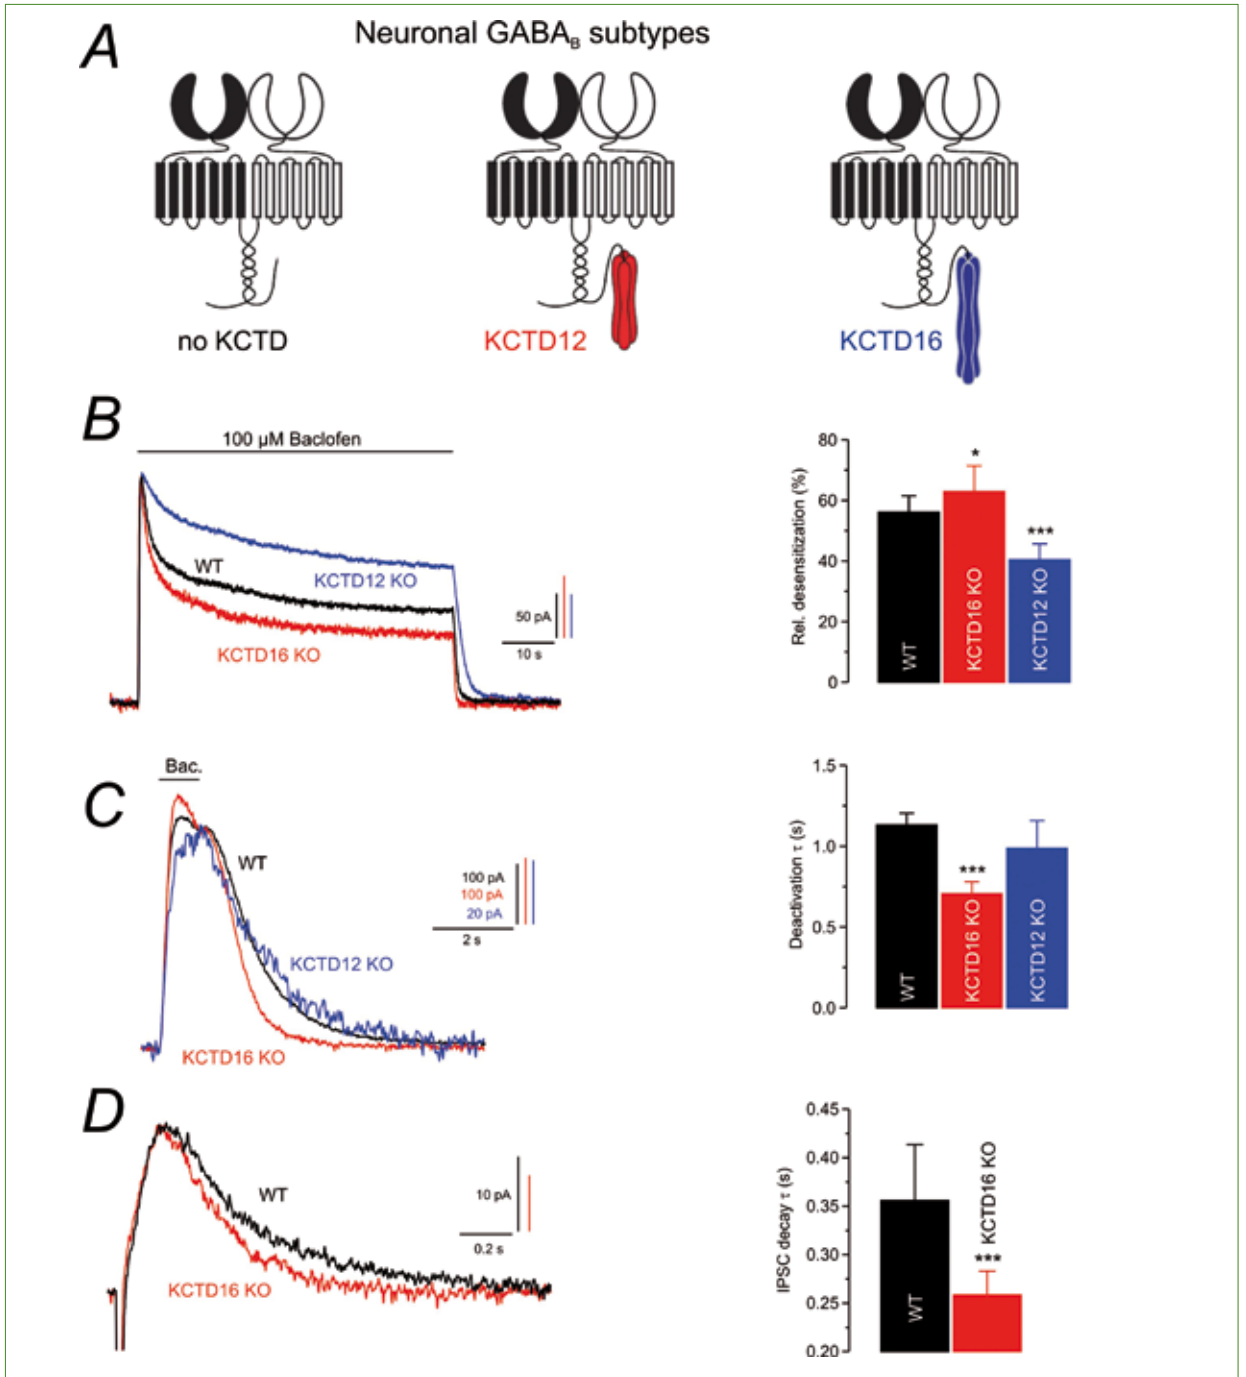 A
Neuronal GABAB subtypes
no KCTD
KCTD12
KCTD16
B
100 µM Baclofen
WT
KCTD12 KO
KCTD16 KO
50 pA
10 s
80
60
40
20
0
Rel. desensitization (%)
*
***
WT
KCTD16 KO
KCTD12 KO
C
Bac.
WT
KCTD12 KO
KCTD16 KO
100 pA
100 pA
20 pA
2 s
1.5
1.0
0.5
0.0
Deactivation τ (s)
***
WT
KCTD16 KO
KCTD12 KO
D
WT
KCTD16 KO
10 pA
0.2 s
0.45
0.40
0.35
0.30
0.25
0.20
IPSC decay τ (s)
WT
KCTD16 KO
***